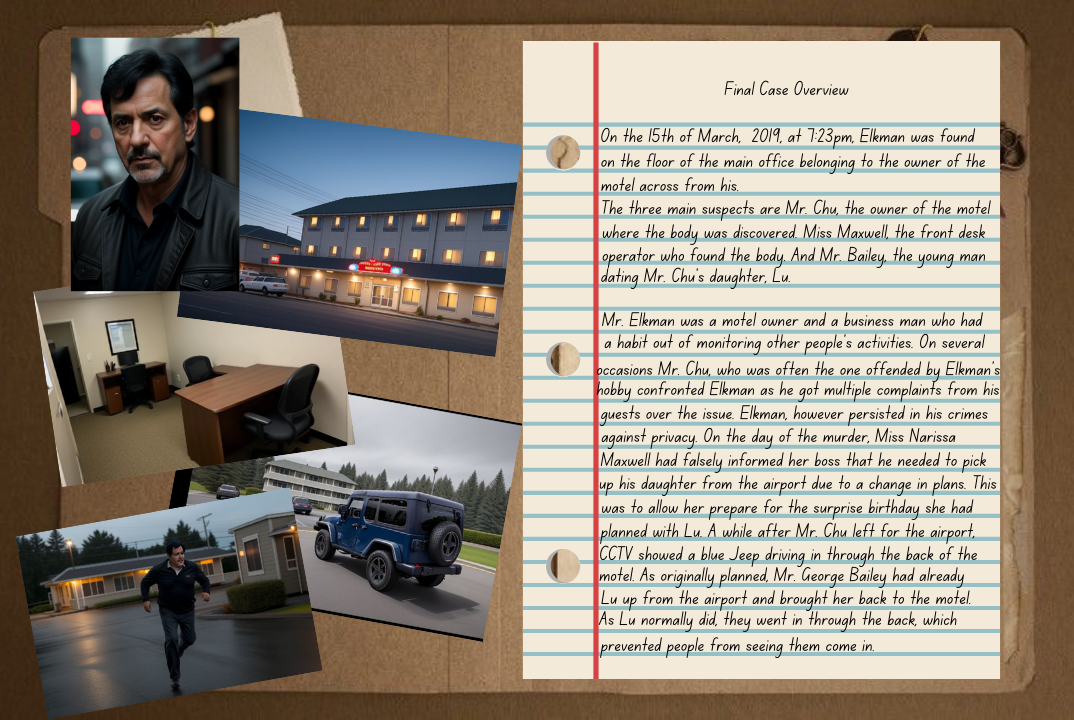 Final Case Overview
On the 15th of March, 2019, at 7:23pm, Elkman was found
on the floor of the main office belonging to the owner of the
motel across from his.
The three main suspects are Mr. Chu, the owner of the motel
where the body was discovered. Miss Maxwell, the front desk
operator who found the body. And Mr. Bailey, the young man
dating Mr. Chu's daughter, Lu.
Mr. Elkman was a motel owner and a business man who had
a habit out of monitoring other people's activities. On several
occasions Mr. Chu, who was often the one offended by Elkman's
hobby confronted Elkman as he got multiple complaints from his
guests over the issue. Elkman, however persisted in his crimes
against privacy. On the day of the murder, Miss Narissa
Maxwell had falsely informed her boss that he needed to pick
up his daughter from the airport due to a change in plans. This
was to allow her prepare for the surprise birthday she had
planned with Lu. A while after Mr. Chu left for the airport,
CCTV showed a blue Jeep driving in through the back of the
motel. As originally planned, Mr. George Bailey had already
Lu up from the airport and brought her back to the motel.
As Lu normally did, they went in through the back, which
prevented people from seeing them come in.